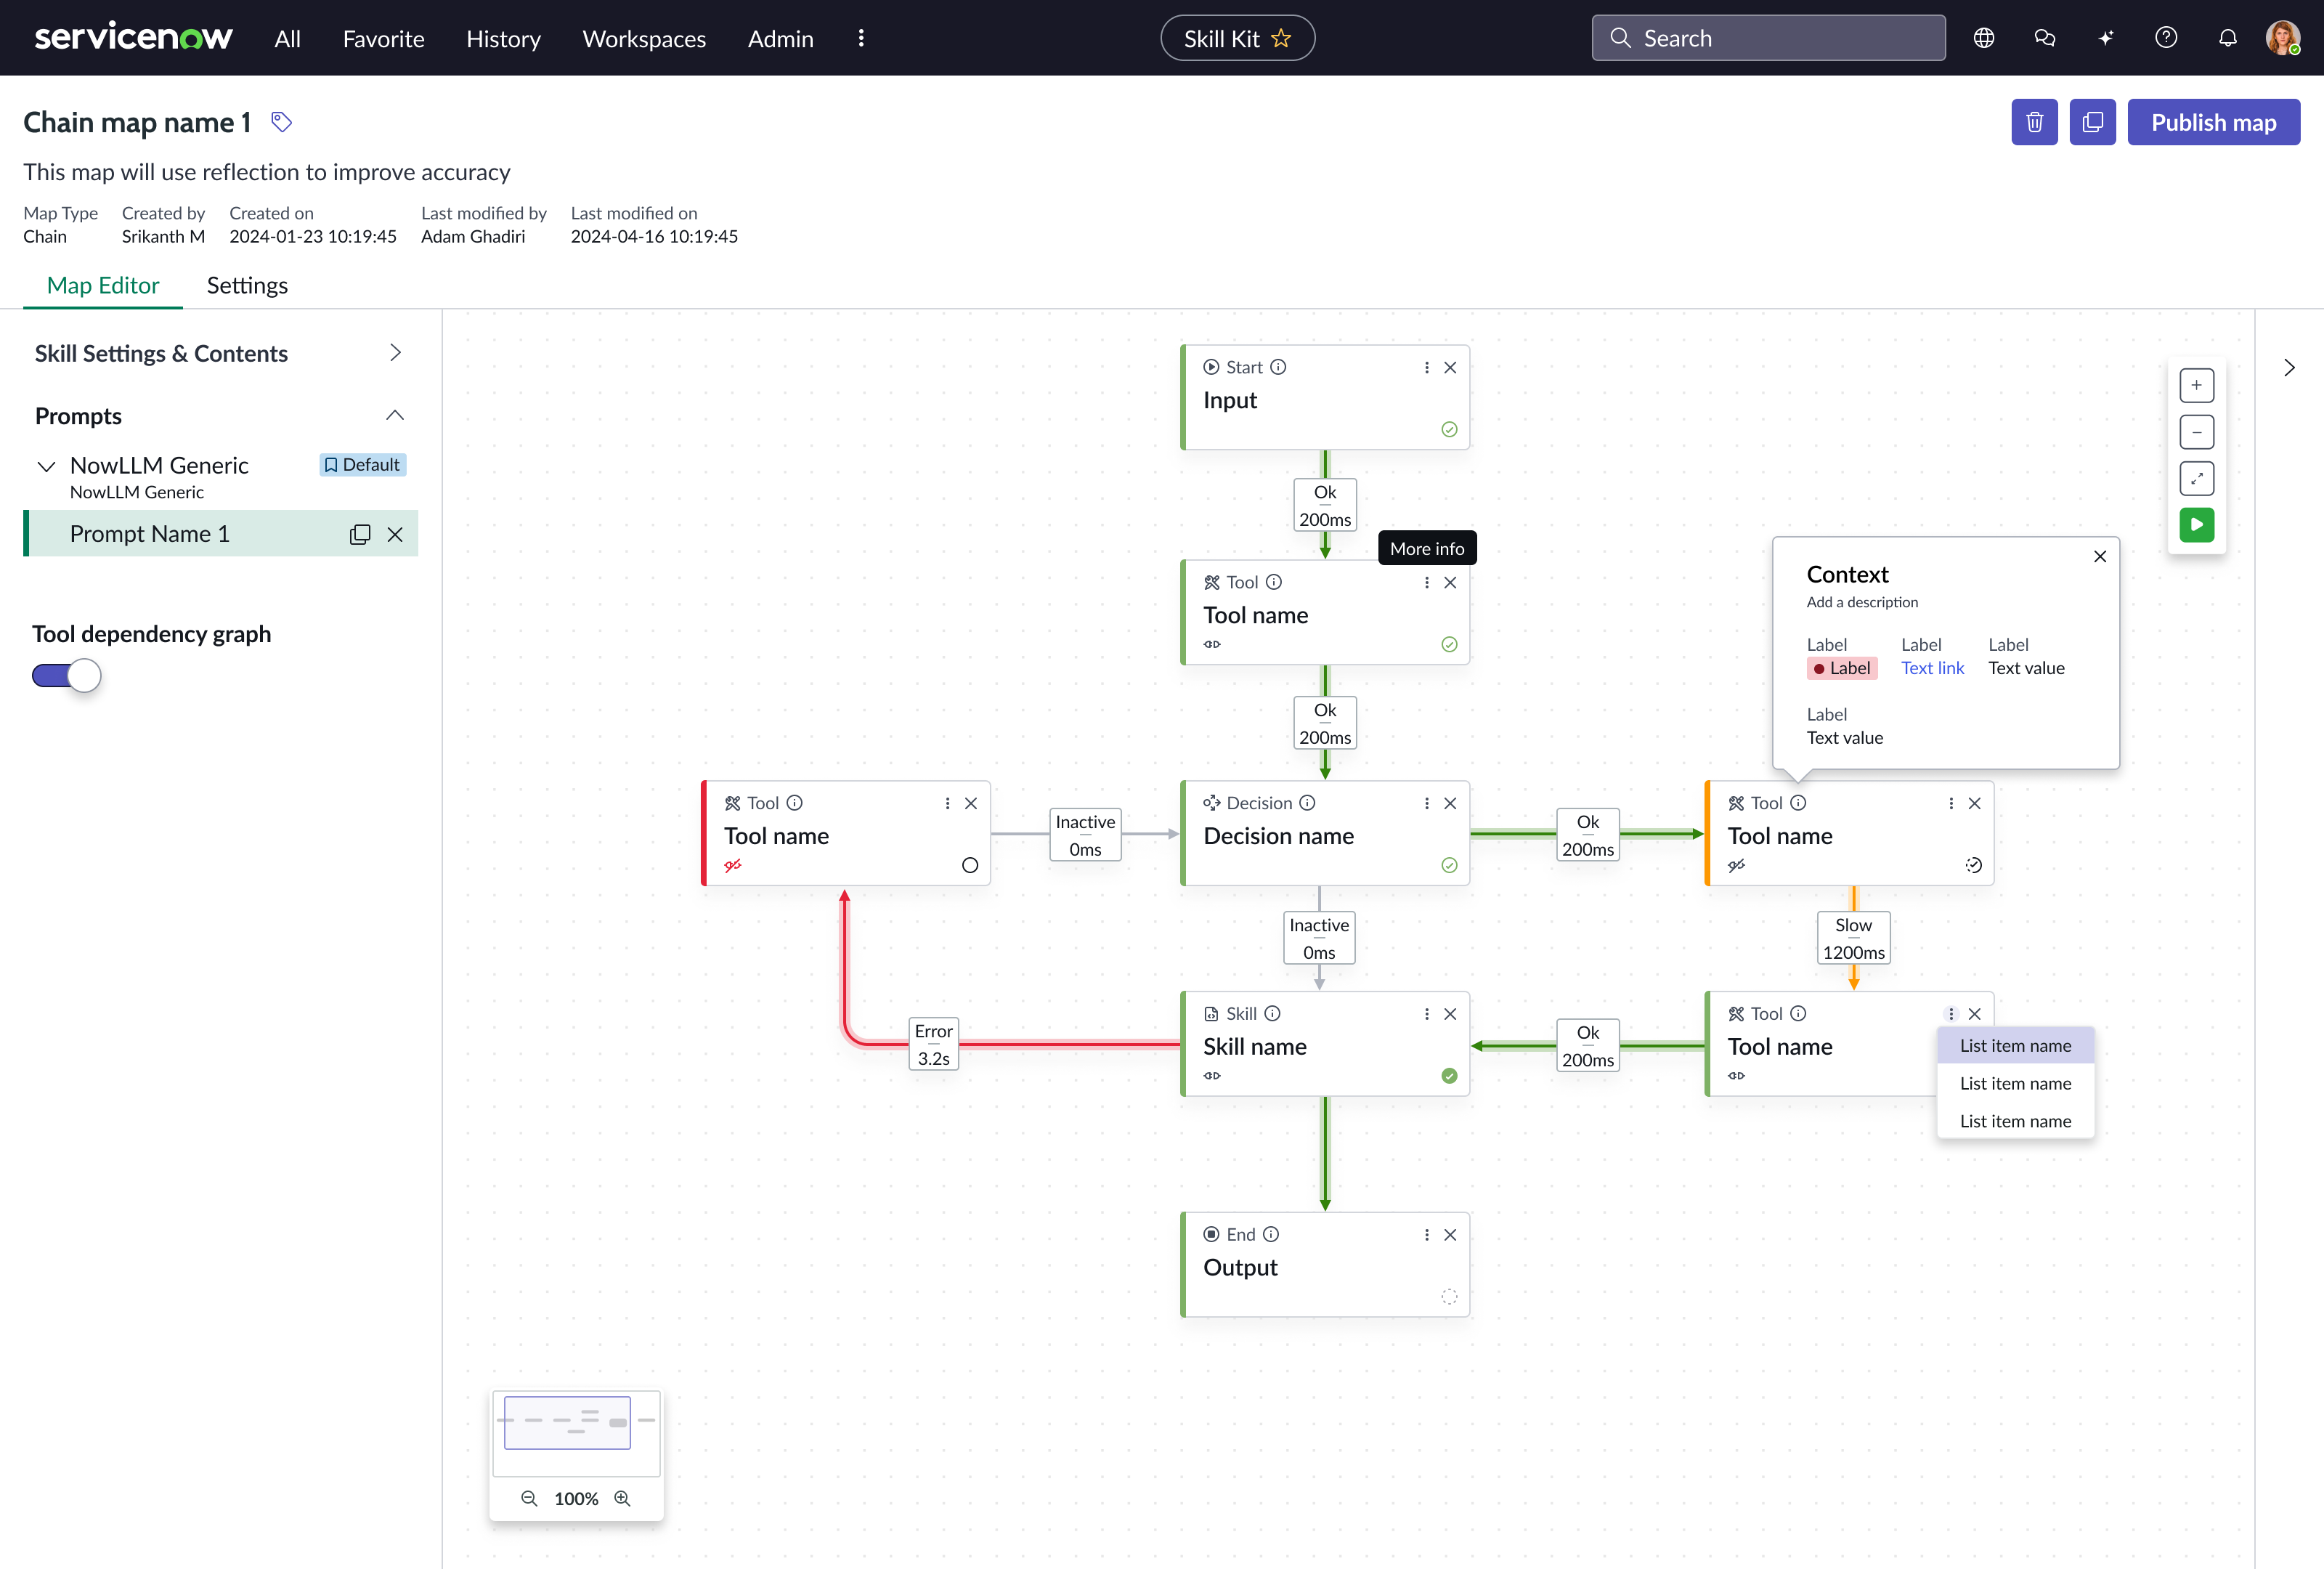 servicenow
All
Favorite
History
Workspaces
Admin
Skill Kit
Search
Chain map name 1
Publish map
This map will use reflection to improve accuracy
Map Type
Chain
Created by
Srikanth M
Created on
2024-01-23 10:19:45
Last modified by
Adam Ghadiri
Last modified on
2024-04-16 10:19:45
Map Editor
Settings
Skill Settings & Contents
Prompts
NowLLM Generic
Default
NowLLM Generic
Prompt Name 1
Tool dependency graph
Start
Input
Ok
200ms
More info
Tool
Tool name
Ok
200ms
Context
Add a description
Label
Label
Label
Label
Text link
Text value
Label
Text value
Tool
Tool name
Inactive
0ms
Decision
Decision name
Ok
200ms
Tool
Tool name
Inactive
0ms
Slow
1200ms
Error
3.2s
Skill
Skill name
Ok
200ms
Tool
Tool name
List item name
List item name
List item name
End
Output
100%